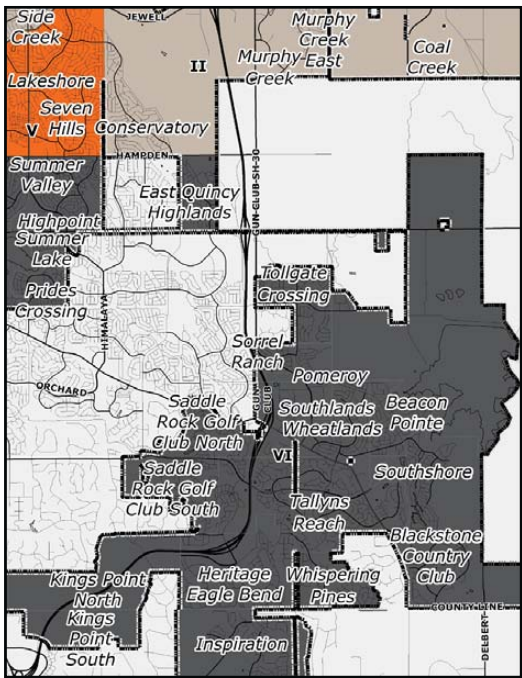 Side
Creek
JEWELL
Murphy
Creek
East
Coal
Creek
II
Murphy
Creek
Lakeshore
Seven
Hills
V
Conservatory
HAMPDEN
Summer
Valley
East Quincy
Highlands
GUN CLUB-SH-30
Highpoint
Summer
Lake
Tollgate
Crossing
Prides
Crossing
HIMALAYA
Sorrel
Ranch
Pomeroy
ORCHARD
Saddle
Rock Golf
Club North
GUN CLUB
Southlands
Wheatlands
Beacon
Pointe
VI
Saddle
Rock Golf
Club South
Southshore
Tallyns
Reach
Blackstone
Country
Club
Kings Point
North
Heritage
Eagle Bend
Whispering
Pines
COUNTY LINE
Kings
Point
South
Inspiration
DELBERT